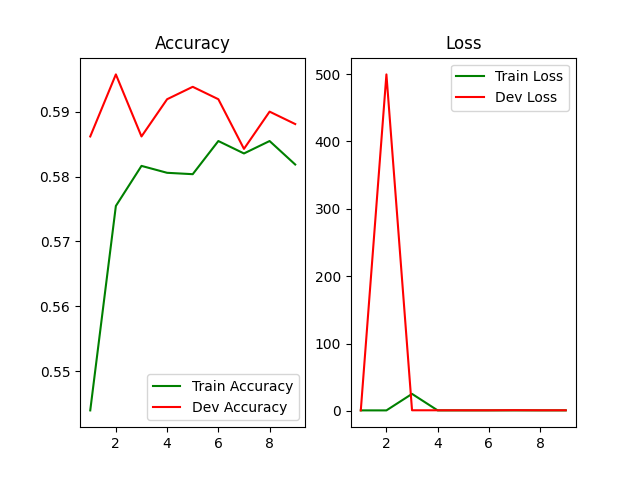 Accuracy
0.59
0.58
0.57
0.56
0.55
2 4 6 8
Train Accuracy
Dev Accuracy
Loss
500
400
300
200
100
0
2 4 6 8
Train Loss
Dev Loss